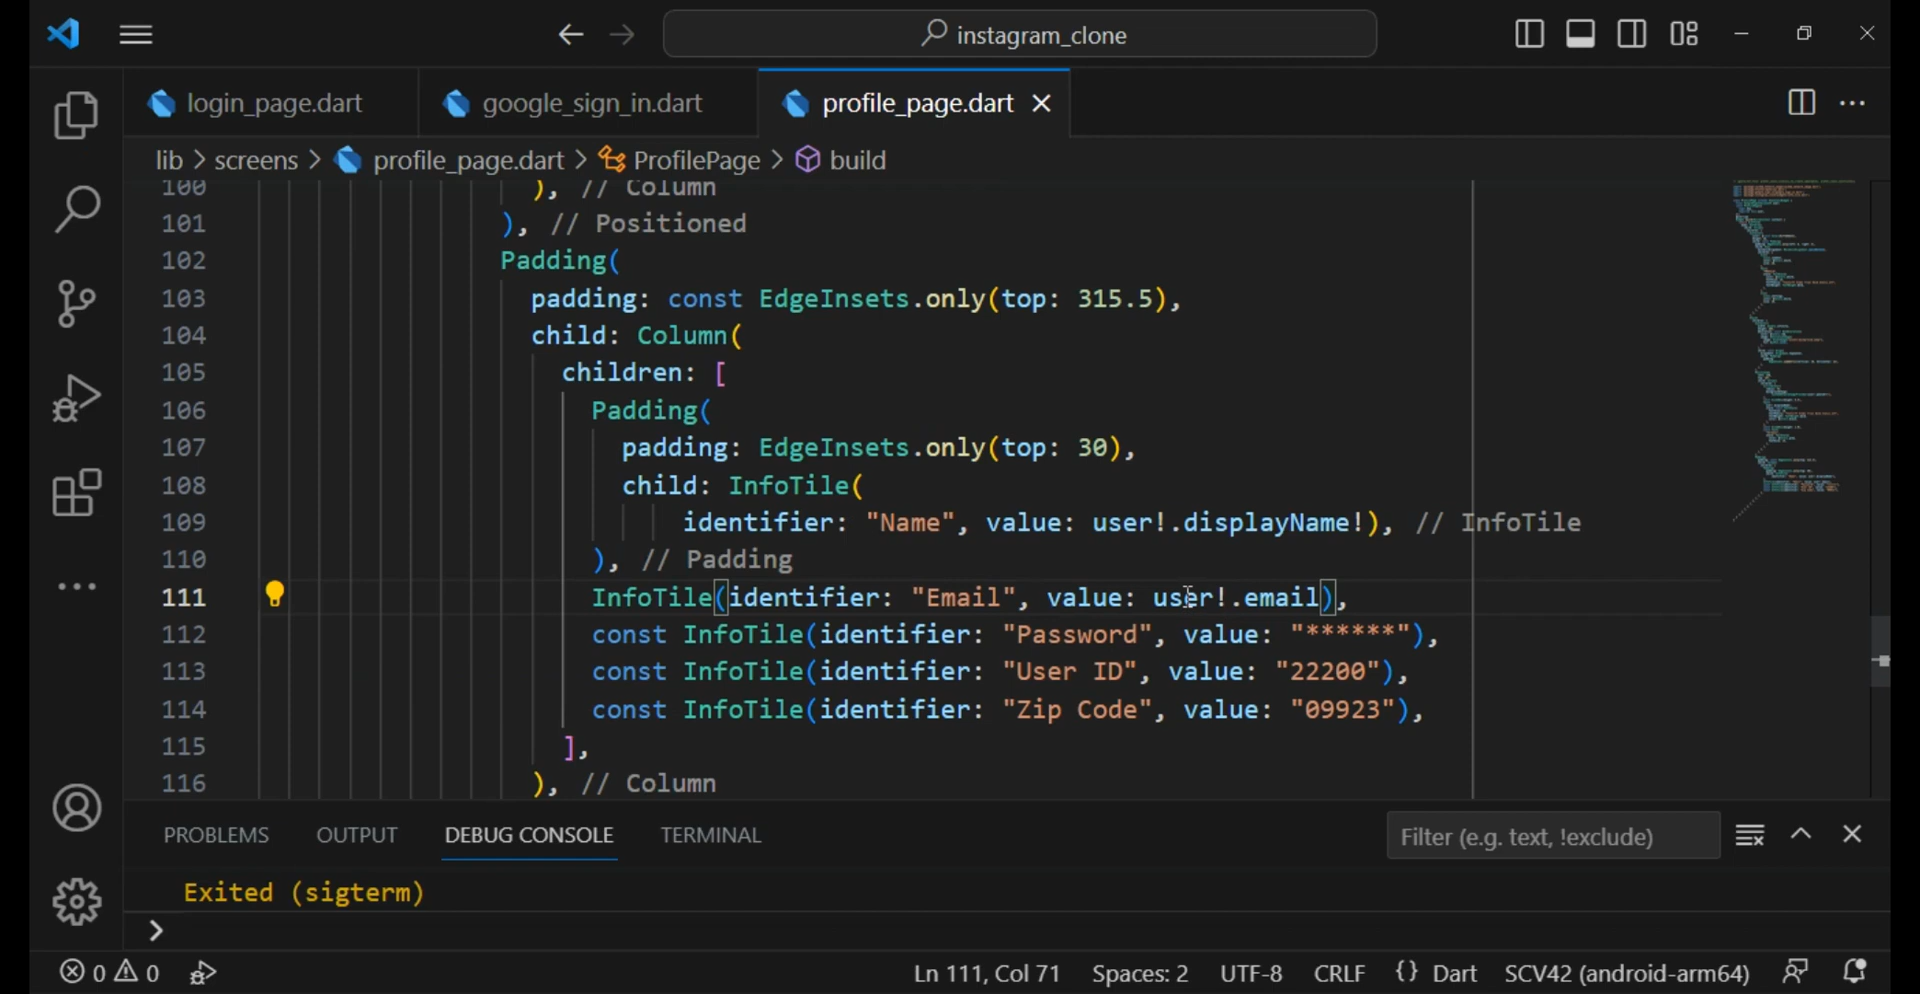 instagram_clone
login_page.dart google_sign_in.dart profile_page.dart
lib > screens > profile_page.dart > ProfilePage > build
100 ), // Column
101 ), // Positioned
102 Padding(
103 padding: const EdgeInsets.only(top: 315.5),
104 child: Column(
105 children: [
106 Padding(
107 padding: EdgeInsets.only(top: 30),
108 child: InfoTile(
109 identifier: "Name", value: user!.displayName!), // InfoTile
110 ), // Padding
111 InfoTile(identifier: "Email", value: user!.email),
112 const InfoTile(identifier: "Password", value: "******"),
113 const InfoTile(identifier: "User ID", value: "22200"),
114 const InfoTile(identifier: "Zip Code", value: "09923"),
115 ],
116 ), // Column
PROBLEMS OUTPUT DEBUG CONSOLE TERMINAL Filter (e.g. text, !exclude)
Exited (sigterm)
>
0 0 Ln 111, Col 71 Spaces: 2 UTF-8 CRLF {} Dart SCV42 (android-arm64)